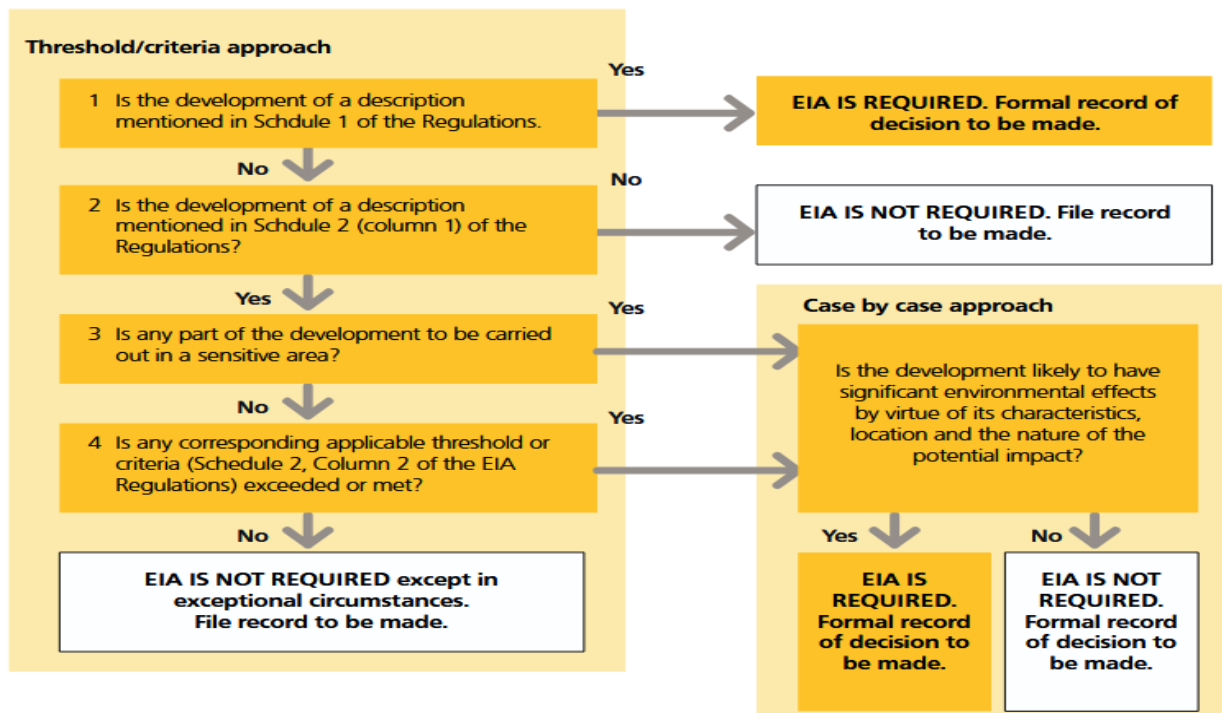 Threshold/criteria approach
1 Is the development of a description
mentioned in Schdule 1 of the Regulations.
Yes
EIA IS REQUIRED. Formal record of
decision to be made.
No
2 Is the development of a description
mentioned in Schdule 2 (column 1) of the
Regulations?
No
EIA IS NOT REQUIRED. File record
to be made.
Yes
3 Is any part of the development to be carried
out in a sensitive area?
Yes
No
4 Is any corresponding applicable threshold or
criteria (Schedule 2, Column 2 of the EIA
Regulations) exceeded or met?
Yes
No
EIA IS NOT REQUIRED except in
exceptional circumstances.
File record to be made.
Case by case approach
Is the development likely to have
significant environmental effects
by virtue of its characteristics,
location and the nature of the
potential impact?
Yes
EIA IS
REQUIRED.
Formal record
of decision to
be made.
No
EIA IS NOT
REQUIRED.
Formal record
of decision to
be made.